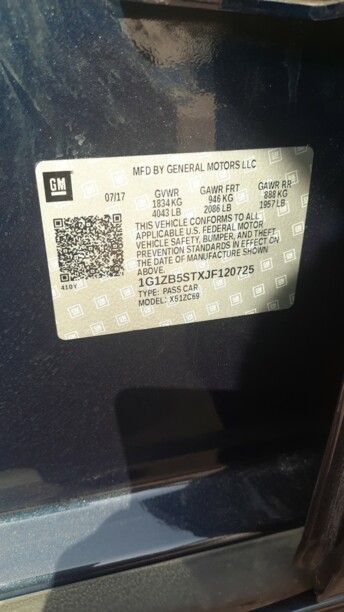 GM
MFD BY GENERAL MOTORS LLC
07/17 GVWR GAWR FRT GAWR RR
1834 KG 946 KG 888 KG
4043 LB 2086 LB 1957 LB
THIS VEHICLE CONFORMS TO ALL
APPLICABLE U.S. FEDERAL MOTOR
VEHICLE SAFETY, BUMPER, AND THEFT
PREVENTION STANDARDS IN EFFECT ON
THE DATE OF MANUFACTURE SHOWN
ABOVE.
1G1ZB5STXJF120725
TYPE: PASS CAR
MODEL: X51ZC69
410Y